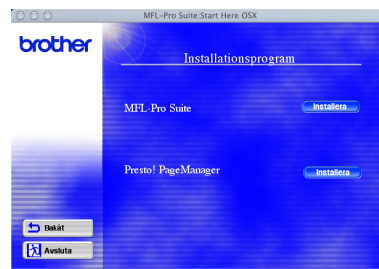 MFL-Pro Suite:Start Here OSX
brother
Installationsprogram
MFL-Pro Suite
Installera
Presto! PageManager
Installera
Bakåt
Avsluta